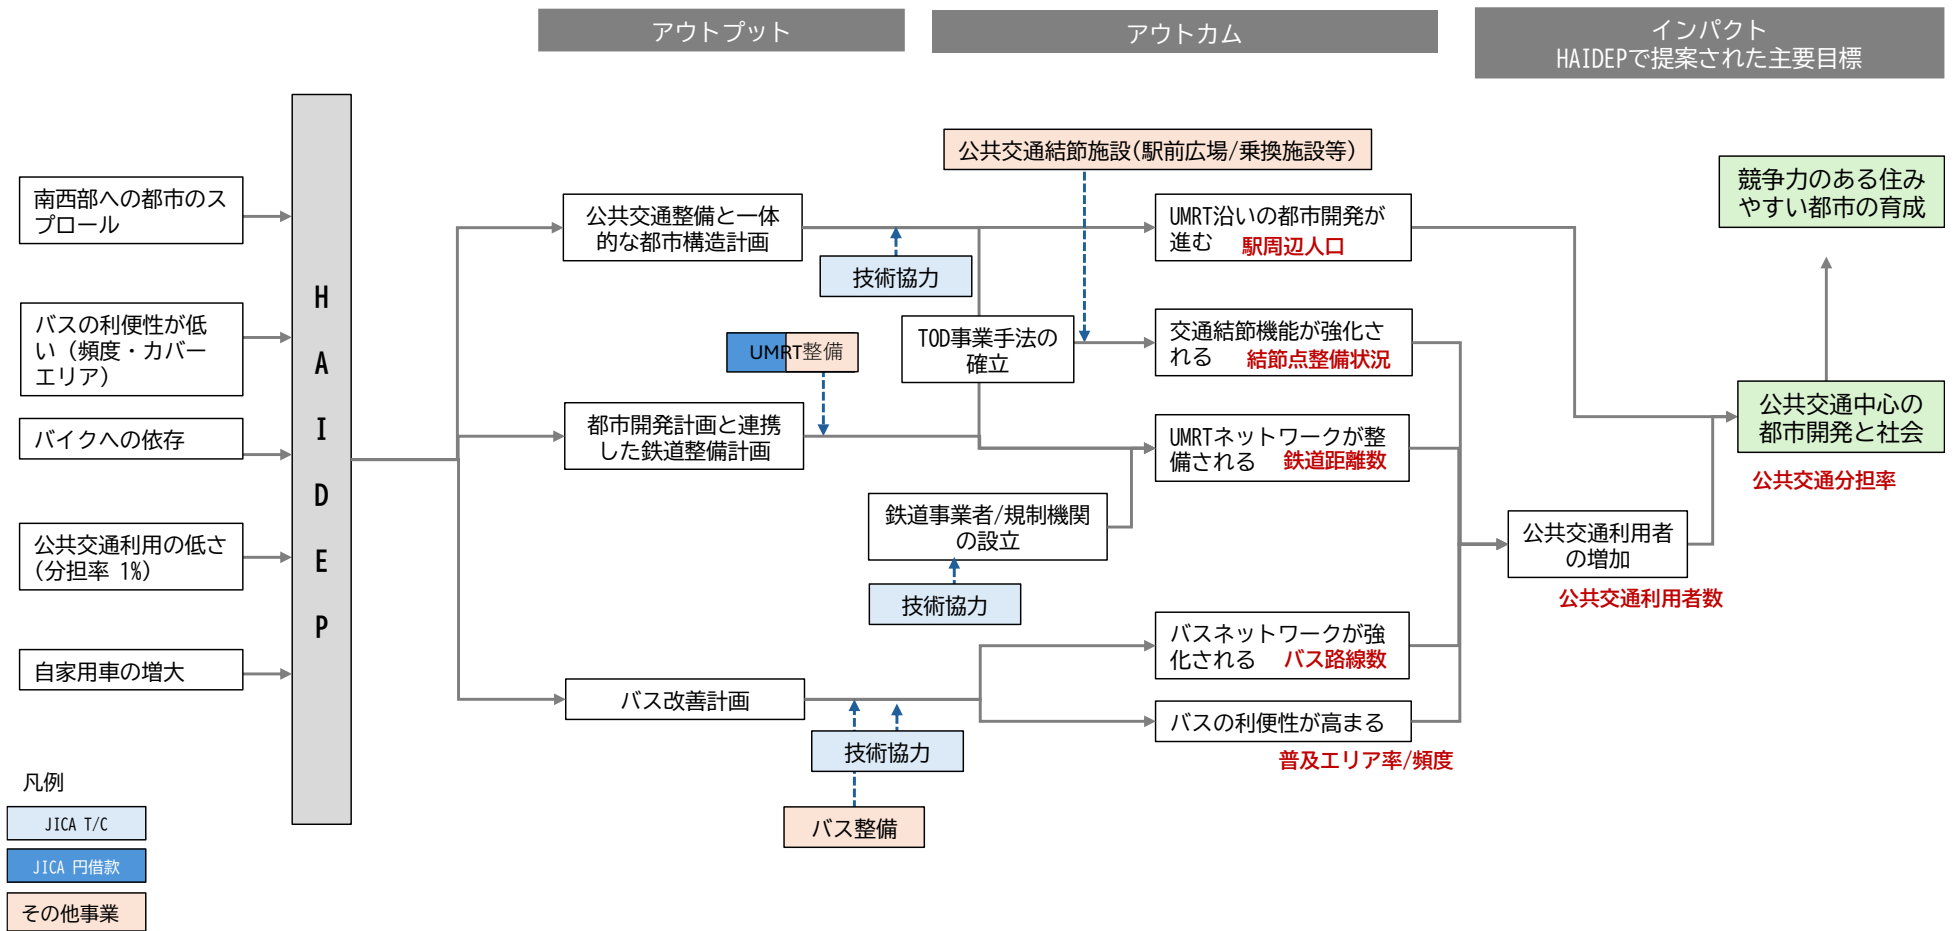 アウトプット
アウトカム
インパクト
HAIDEPで提案された主要目標
南西部への都市のス
プロール
バスの利便性が低
い（頻度・カバー
エリア）
バイクへの依存
公共交通利用の低さ
(分担率 1%)
自家用車の増大
H
A
I
D
E
P
公共交通整備と一体
的な都市構造計画
技術協力
UMRT整備
都市開発計画と連携
した鉄道整備計画
バス改善計画
技術協力
バス整備
公共交通結節施設(駅前広場/乗換施設等)
TOD事業手法の
確立
鉄道事業者/規制機関
の設立
技術協力
UMRT沿いの都市開発が
進む 駅周辺人口
交通結節機能が強化さ
れる 結節点整備状況
UMRTネットワークが整
備される 鉄道距離数
バスネットワークが強
化される バス路線数
バスの利便性が高まる
普及エリア率/頻度
公共交通利用者
の増加
公共交通利用者数
競争力のある住み
やすい都市の育成
公共交通中心の
都市開発と社会
公共交通分担率
凡例
JICA T/C
JICA 円借款
その他事業